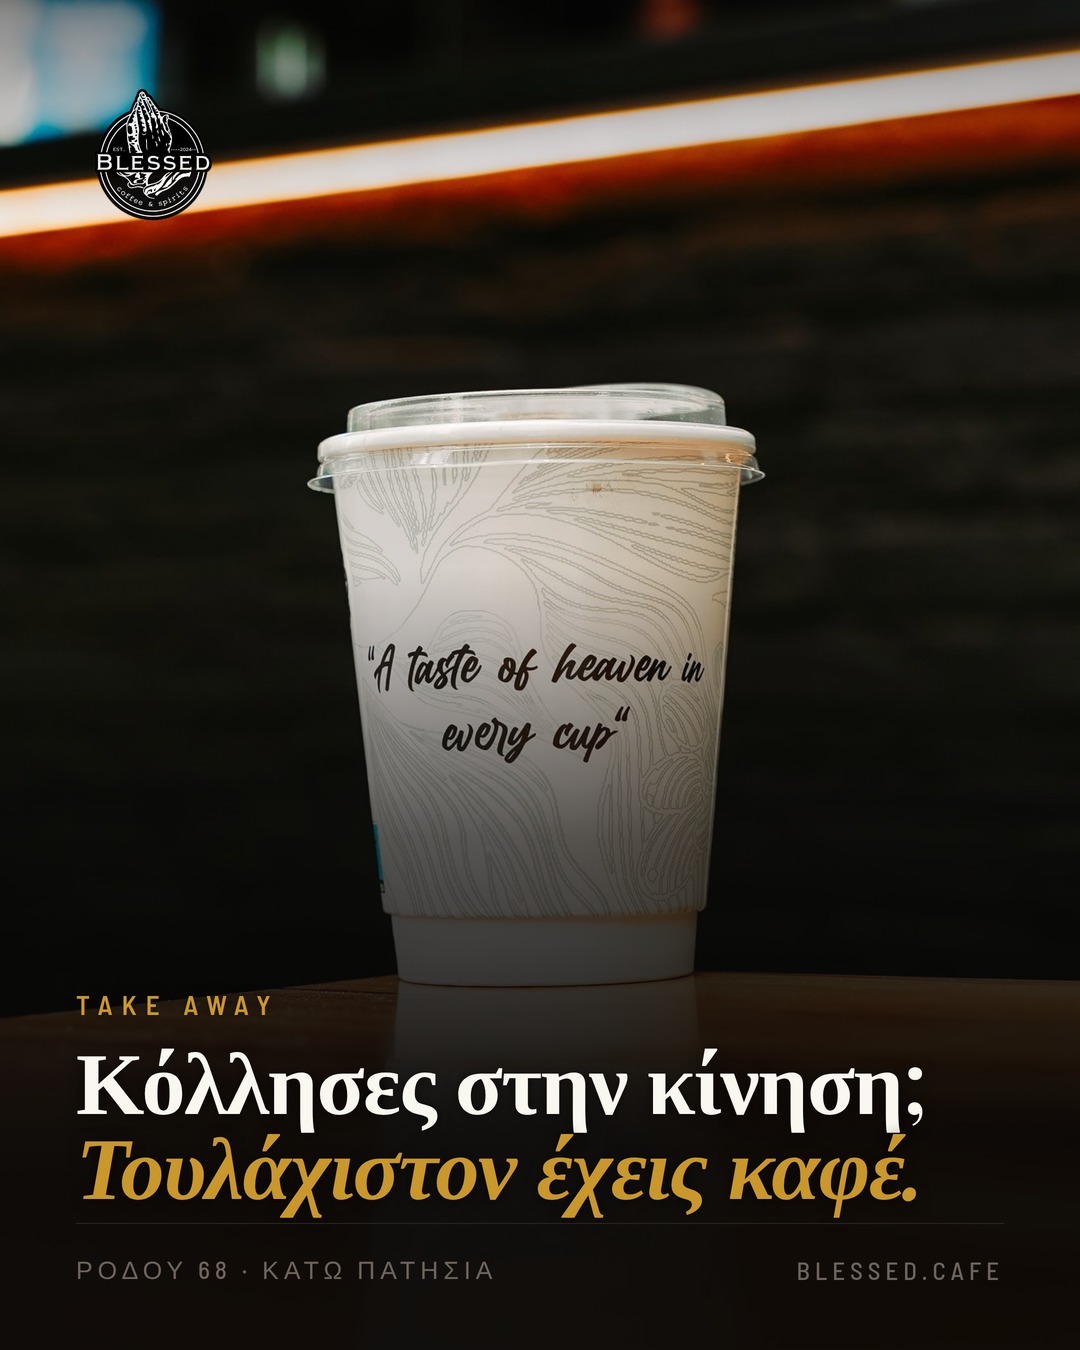 EST. 2024
BLESSED
coffee & spirits
“A taste of heaven in
every cup“
TAKE AWAY
Κόλλησες στην κίνηση;
Τουλάχιστον έχεις καφέ.
ΡΟΔΟΥ 68 · ΚΑΤΩ ΠΑΤΗΣΙΑ
BLESSED.CAFE